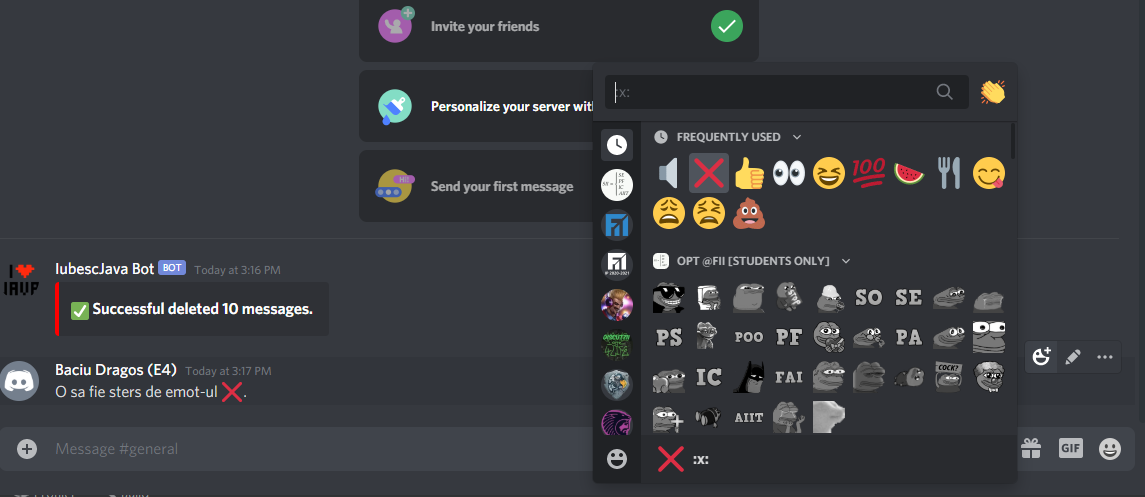 Invite your friends
:x:
Personalize your server wit
FREQUENTLY USED
100
Send your first message
OPT @FII [STUDENTS ONLY]
IubescJava Bot BOT Today at 3:16 PM
Successful deleted 10 messages.
SO SE
PS POO PF PA
Baciu Dragos (E4) Today at 3:17 PM
O sa fie sters de emot-ul ❌.
IC FAI COCK?
AIIT
Message #general
GIF
:x: